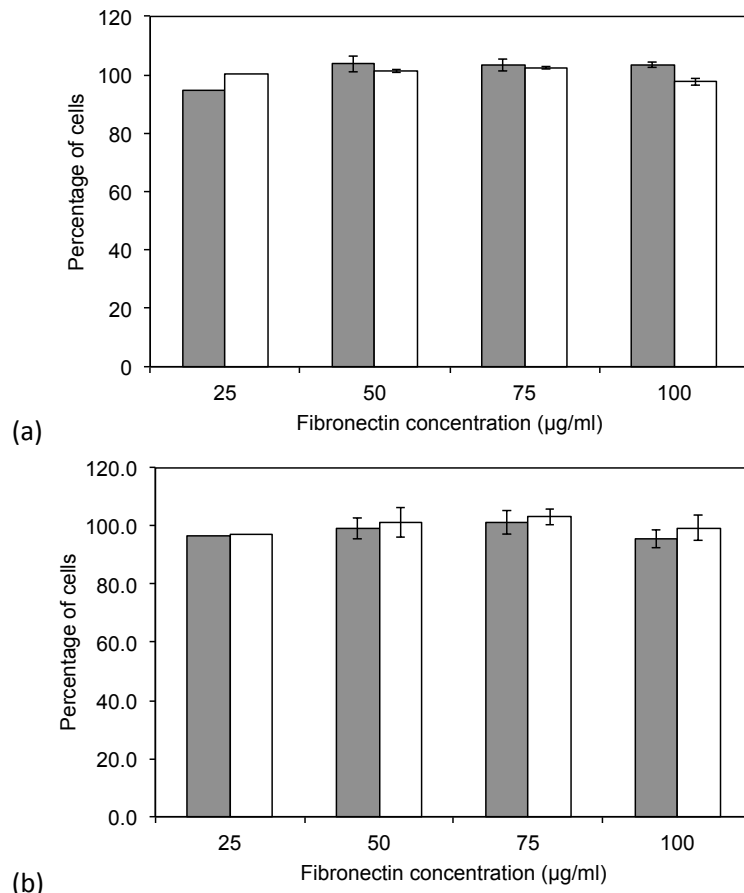 120
100
80
60
40
20
0
Percentage of cells
25 50 75 100
Fibronectin concentration (µg/ml)
(a)
120.0
100.0
80.0
60.0
40.0
20.0
0.0
Percentage of cells
25 50 75 100
Fibronectin concentration (µg/ml)
(b)